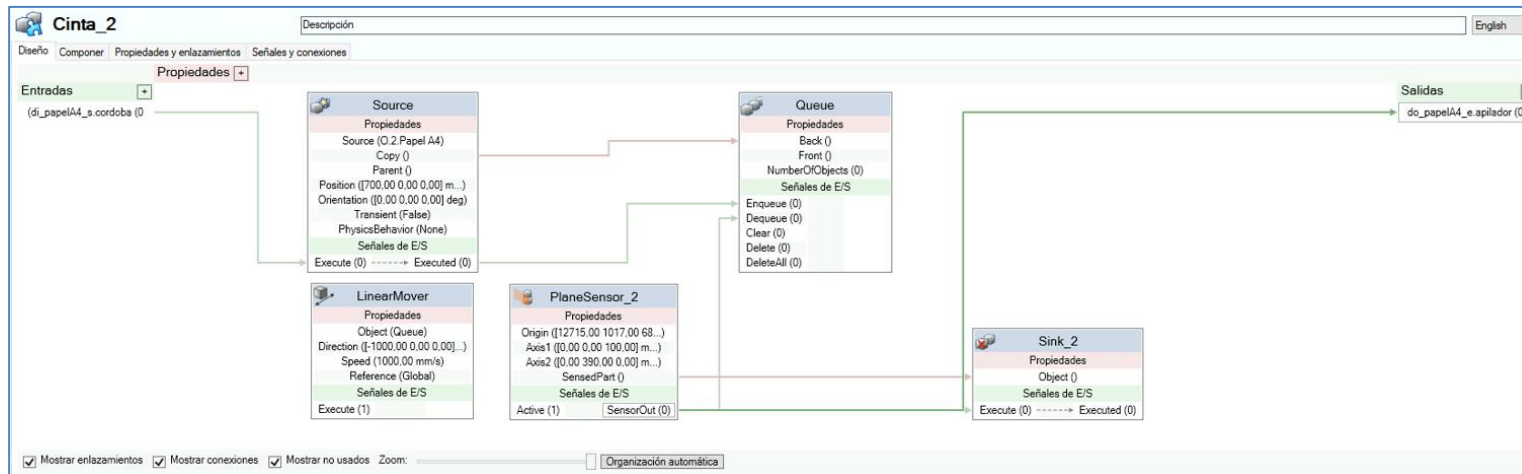 Cinta_2
Descripción
English
Diseño Componer Propiedades y enlazamientos Señales y conexiones
Propiedades +
Entradas +
(di_papelA4_s.cordoba (0
Salidas
do_papelA4_e.apilador (0
Source
Propiedades
Source (O.2.Papel A4)
Copy ()
Parent ()
Position ([700,00 0,00 0,00] m...)
Orientation ([0,00 0,00 0,00] deg)
Transient (False)
PhysicsBehavior (None)
Señales de E/S
Execute (0) Executed (0)
Queue
Propiedades
Back ()
Front ()
NumberOfObjects (0)
Señales de E/S
Enqueue (0)
Dequeue (0)
Clear (0)
Delete (0)
DeleteAll (0)
LinearMover
Propiedades
Object (Queue)
Direction ([-1000,00 0,00 0,00]...)
Speed (1000,00 mm/s)
Reference (Global)
Señales de E/S
Execute (1)
PlaneSensor_2
Propiedades
Origin ([12715,00 1017,00 68...)
Axis1 ([0,00 0,00 100,00] m...)
Axis2 ([0,00 390,00 0,00] m...)
SensedPart ()
Señales de E/S
Active (1) SensorOut (0)
Sink_2
Propiedades
Object ()
Señales de E/S
Execute (0) Executed (0)
Mostrar enlazamientos Mostrar conexiones Mostrar no usados Zoom: Organización automática